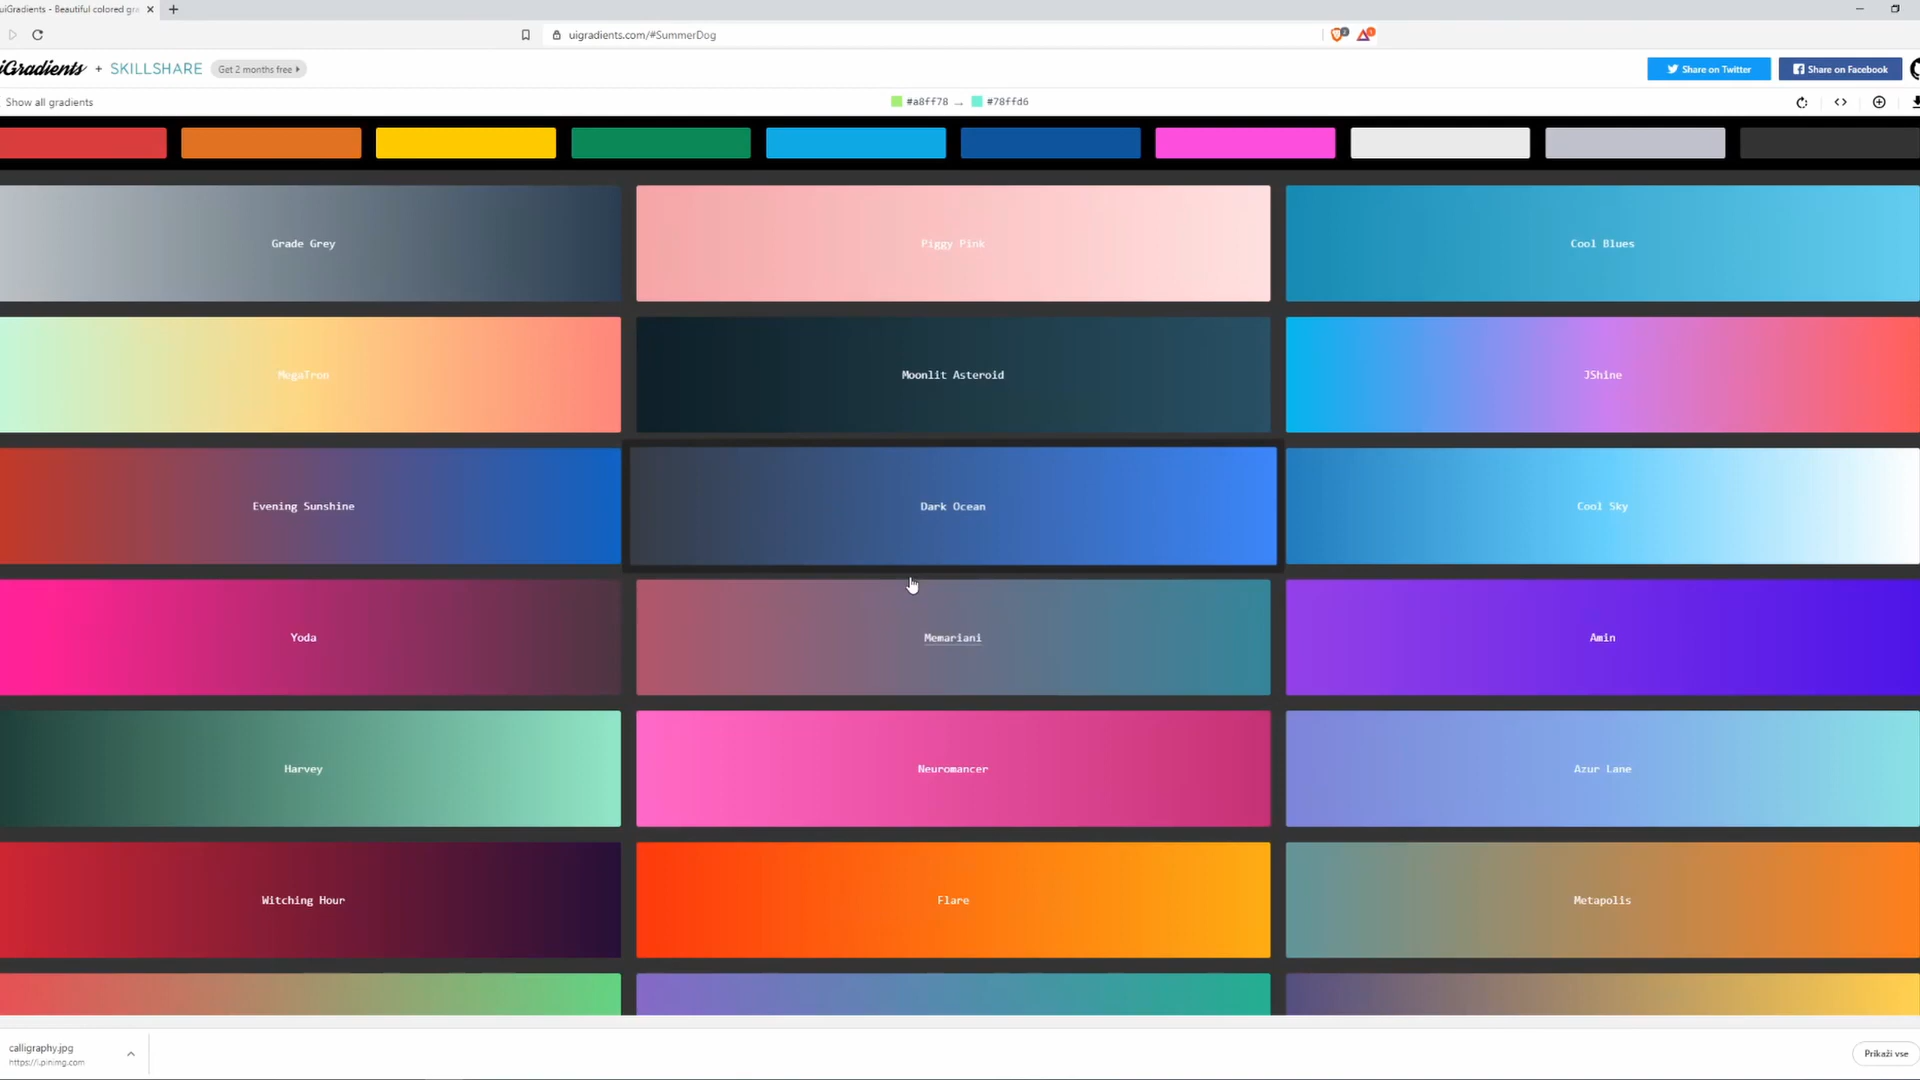 uiGradients - Beautiful colored gra
uigradients.com/#SummerDog
2
1
iGradients + SKILLSHARE Get 2 months free
Share on Twitter
Share on Facebook
Show all gradients
#a8ff78 → #78ffd6
Grade Grey
Piggy Pink
Cool Blues
MegaTron
Moonlit Asteroid
JShine
Evening Sunshine
Dark Ocean
Cool Sky
Yoda
Memariani
Amin
Harvey
Neuromancer
Azur Lane
Witching Hour
Flare
Metapolis
calligraphy.jpg
https://i.pinimg.com
Prikaži vse